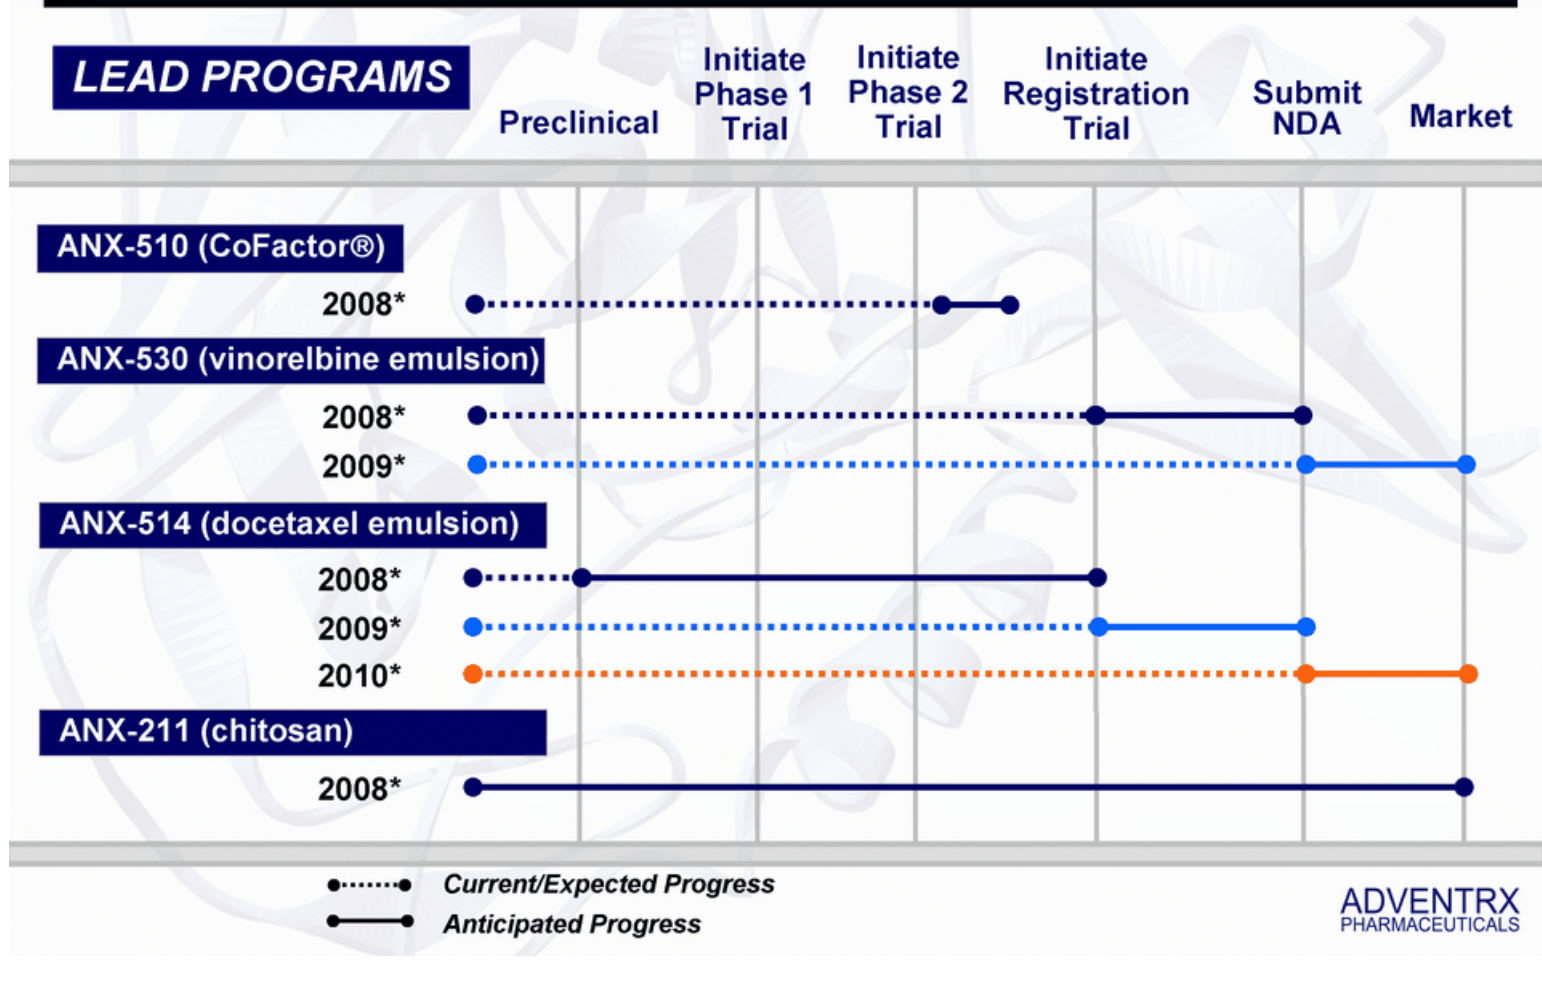 LEAD PROGRAMS
Preclinical
Initiate
Phase 1
Trial
Initiate
Phase 2
Trial
Initiate
Registration
Trial
Submit
NDA
Market
ANX-510 (CoFactor®)
2008*
ANX-530 (vinorelbine emulsion)
2008*
2009*
ANX-514 (docetaxel emulsion)
2008*
2009*
2010*
ANX-211 (chitosan)
2008*
Current/Expected Progress
Anticipated Progress
ADVENTRX
PHARMACEUTICALS